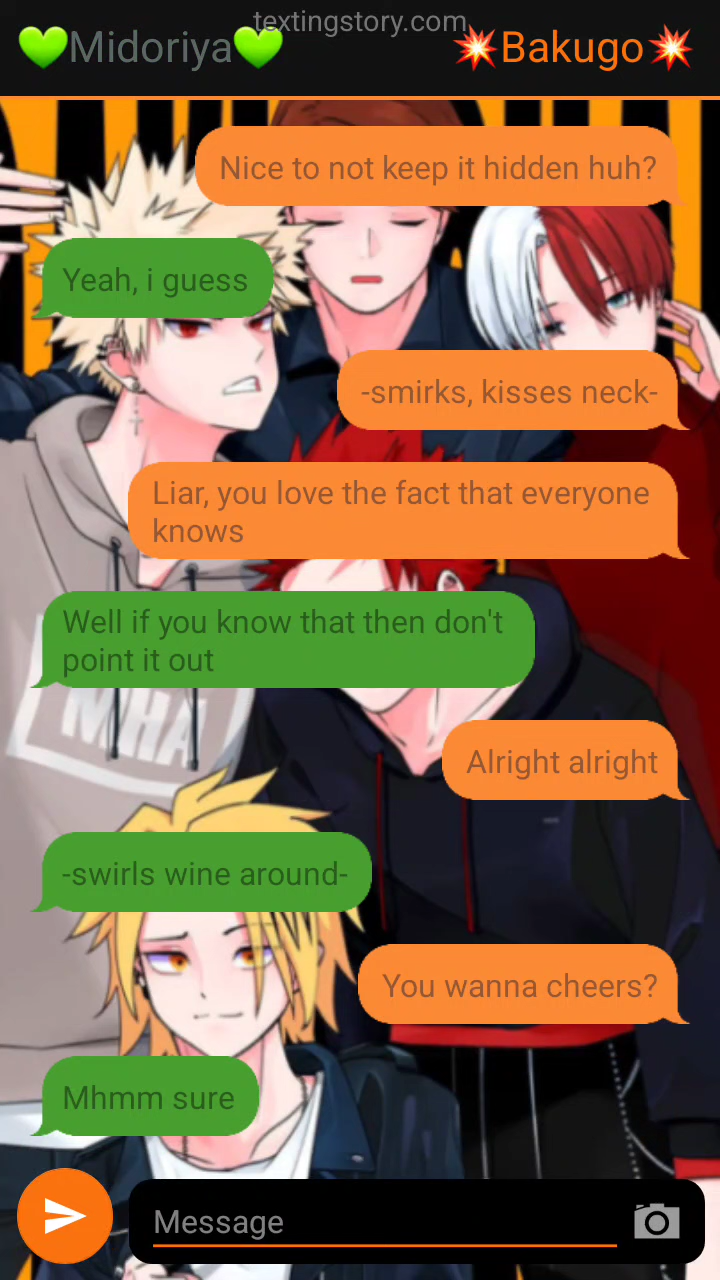 textingstory.com
💚Midoriya💚
💥Bakugo💥
Nice to not keep it hidden huh?
Yeah, i guess
-smirks, kisses neck-
Liar, you love the fact that everyone
knows
Well if you know that then don't
point it out
MHA
Alright alright
-swirls wine around-
You wanna cheers?
Mhmm sure
Message